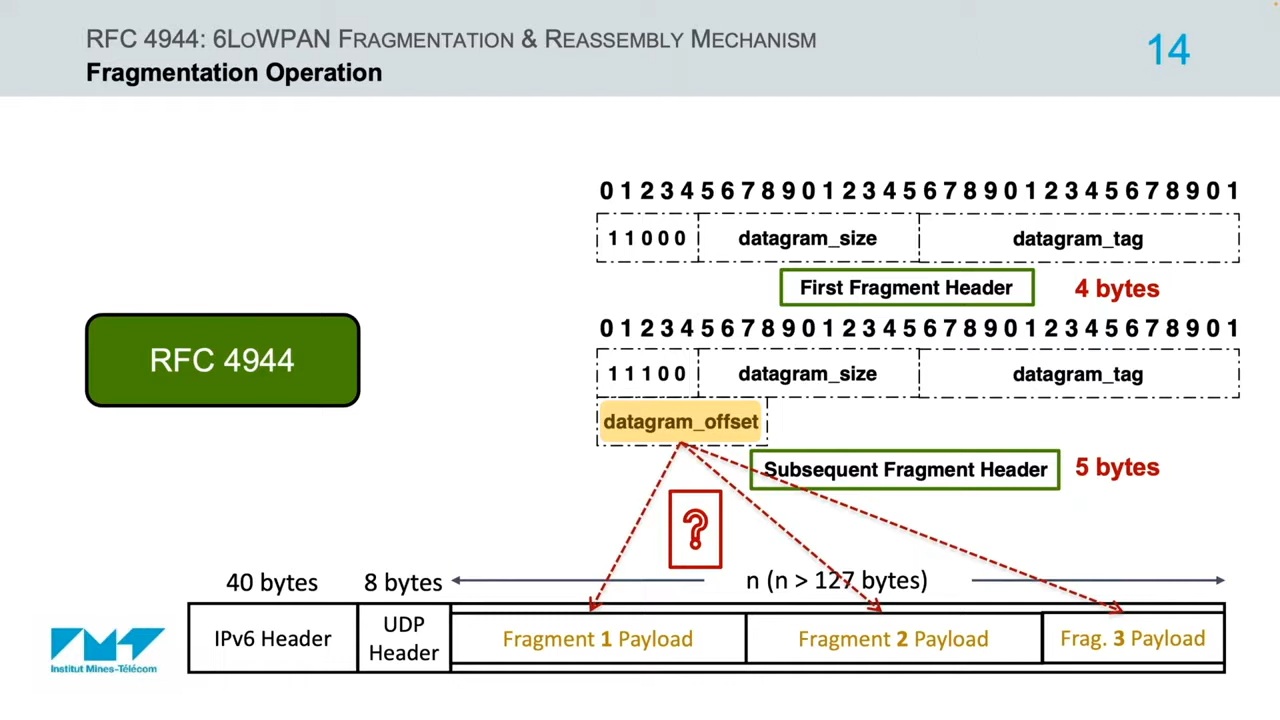 RFC 4944: 6LoWPAN Fragmentation & Reassembly Mechanism
Fragmentation Operation
14
0 1 2 3 4 5 6 7 8 9 0 1 2 3 4 5 6 7 8 9 0 1 2 3 4 5 6 7 8 9 0 1
1 1 0 0 0 datagram_size datagram_tag
First Fragment Header 4 bytes
0 1 2 3 4 5 6 7 8 9 0 1 2 3 4 5 6 7 8 9 0 1 2 3 4 5 6 7 8 9 0 1
RFC 4944
1 1 1 0 0 datagram_size datagram_tag
datagram_offset
Subsequent Fragment Header 5 bytes
?
40 bytes 8 bytes n (n > 127 bytes)
IPv6 Header UDP Header Fragment 1 Payload Fragment 2 Payload Frag. 3 Payload
IMT
Institut Mines-Télécom